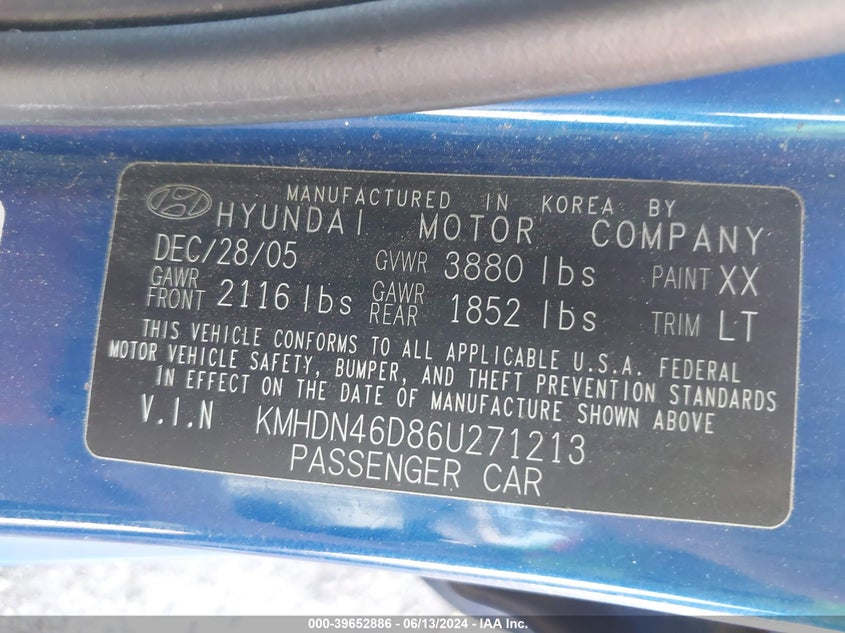 MANUFACTURED IN KOREA BY
HYUNDAI MOTOR COMPANY
DEC/28/05 GVWR 3880 lbs PAINT XX
GAWR FRONT 2116 lbs GAWR REAR 1852 lbs TRIM LT
THIS VEHICLE CONFORMS TO ALL APPLICABLE U.S.A. FEDERAL
MOTOR VEHICLE SAFETY, BUMPER, AND THEFT PREVENTION STANDARDS
IN EFFECT ON THE DATE OF MANUFACTURE SHOWN ABOVE
V.I.N KMHDN46D86U271213
PASSENGER CAR
000-39652886 - 06/13/2024 - IAA Inc.